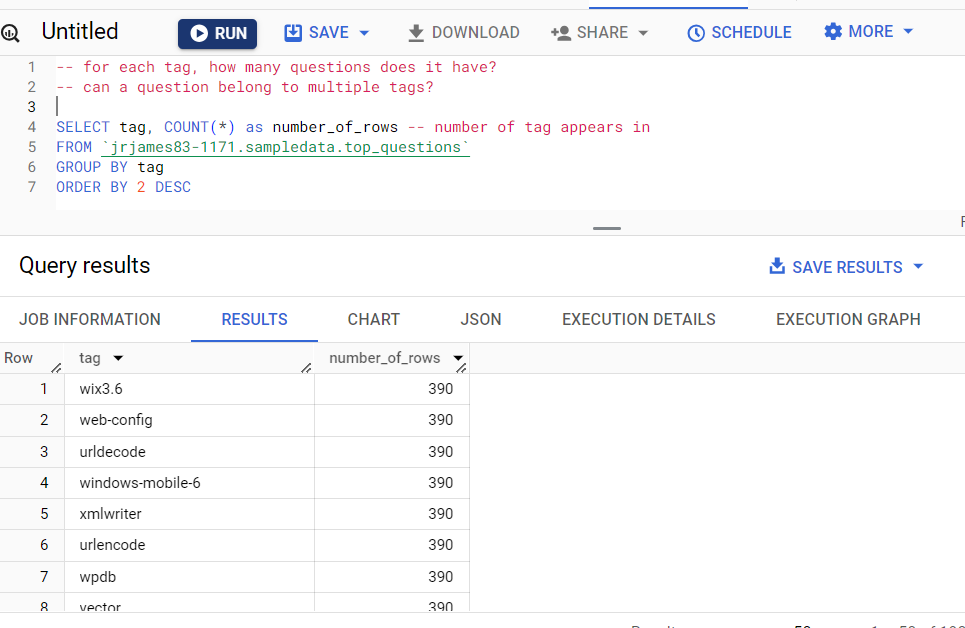 Untitled RUN SAVE DOWNLOAD SHARE SCHEDULE MORE
1 -- for each tag, how many questions does it have?
2 -- can a question belong to multiple tags?
3
4 SELECT tag, COUNT(*) as number_of_rows -- number of tag appears in
5 FROM `jrjames83-1171.sampledata.top_questions`
6 GROUP BY tag
7 ORDER BY 2 DESC
Query results SAVE RESULTS
JOB INFORMATION RESULTS CHART JSON EXECUTION DETAILS EXECUTION GRAPH
Row tag number_of_rows
1 wix3.6 390
2 web-config 390
3 urldecode 390
4 windows-mobile-6 390
5 xmlwriter 390
6 urlencode 390
7 wpdb 390
8 vector 390